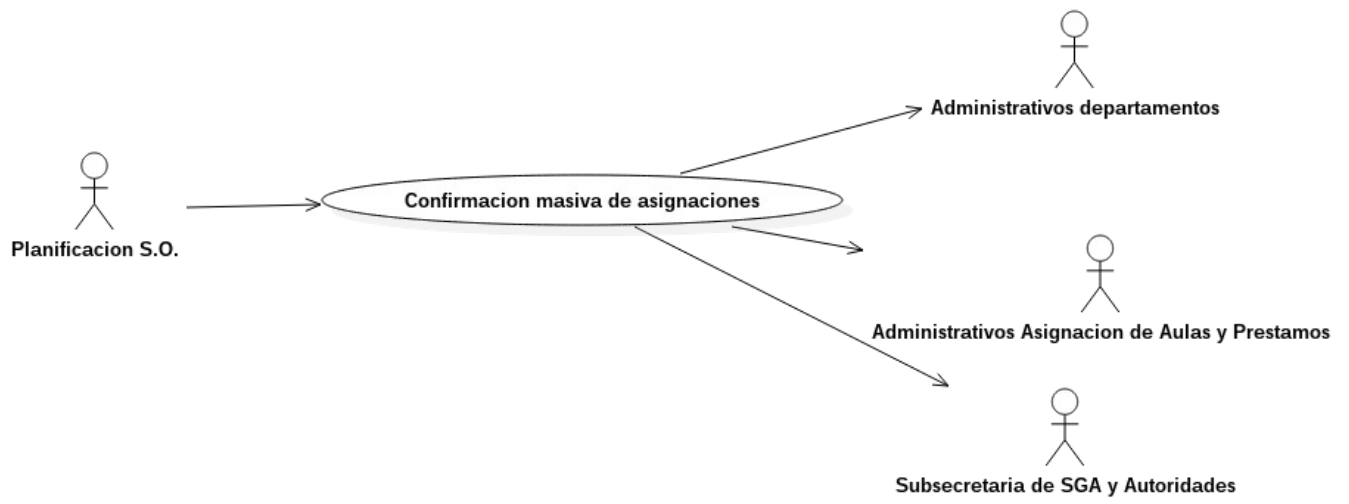 Administrativos departamentos
Confirmacion masiva de asignaciones
Planificacion S.O.
Administrativos Asignacion de Aulas y Prestamos
Subsecretaria de SGA y Autoridades